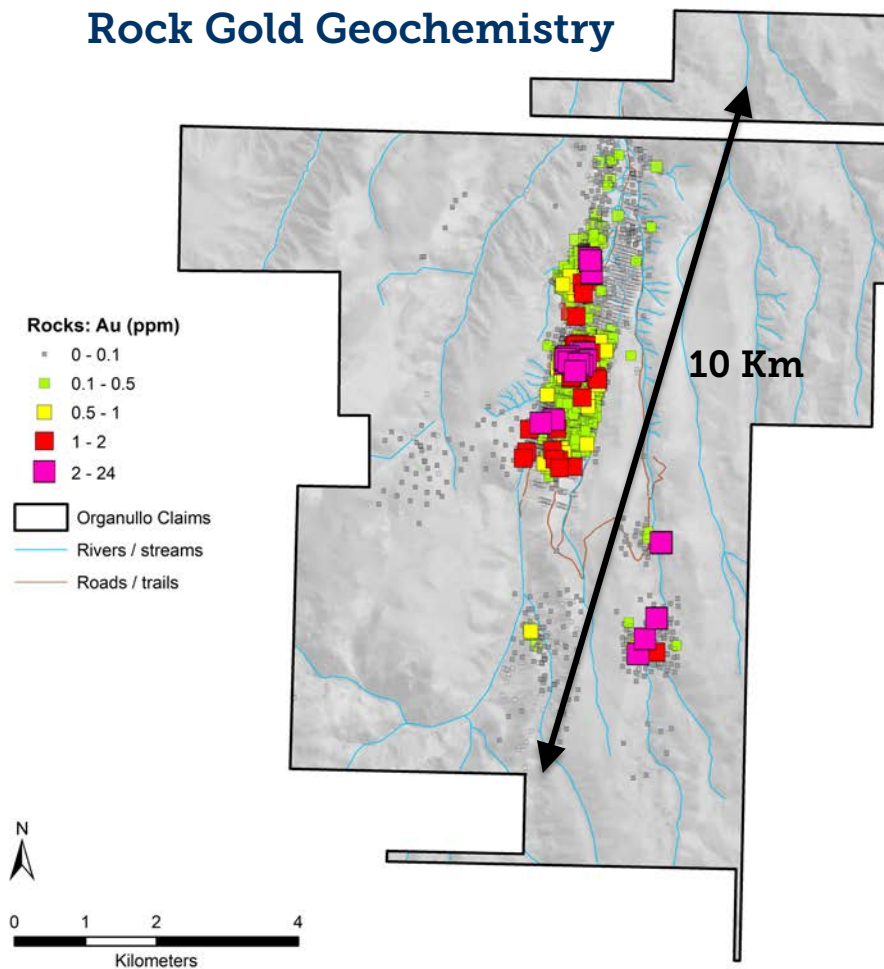 Rock Gold Geochemistry
10 Km
Rocks: Au (ppm)
0 - 0.1
0.1 - 0.5
0.5 - 1
1 - 2
2 - 24
Organullo Claims
Rivers / streams
Roads / trails
N
0 1 2 4
Kilometers